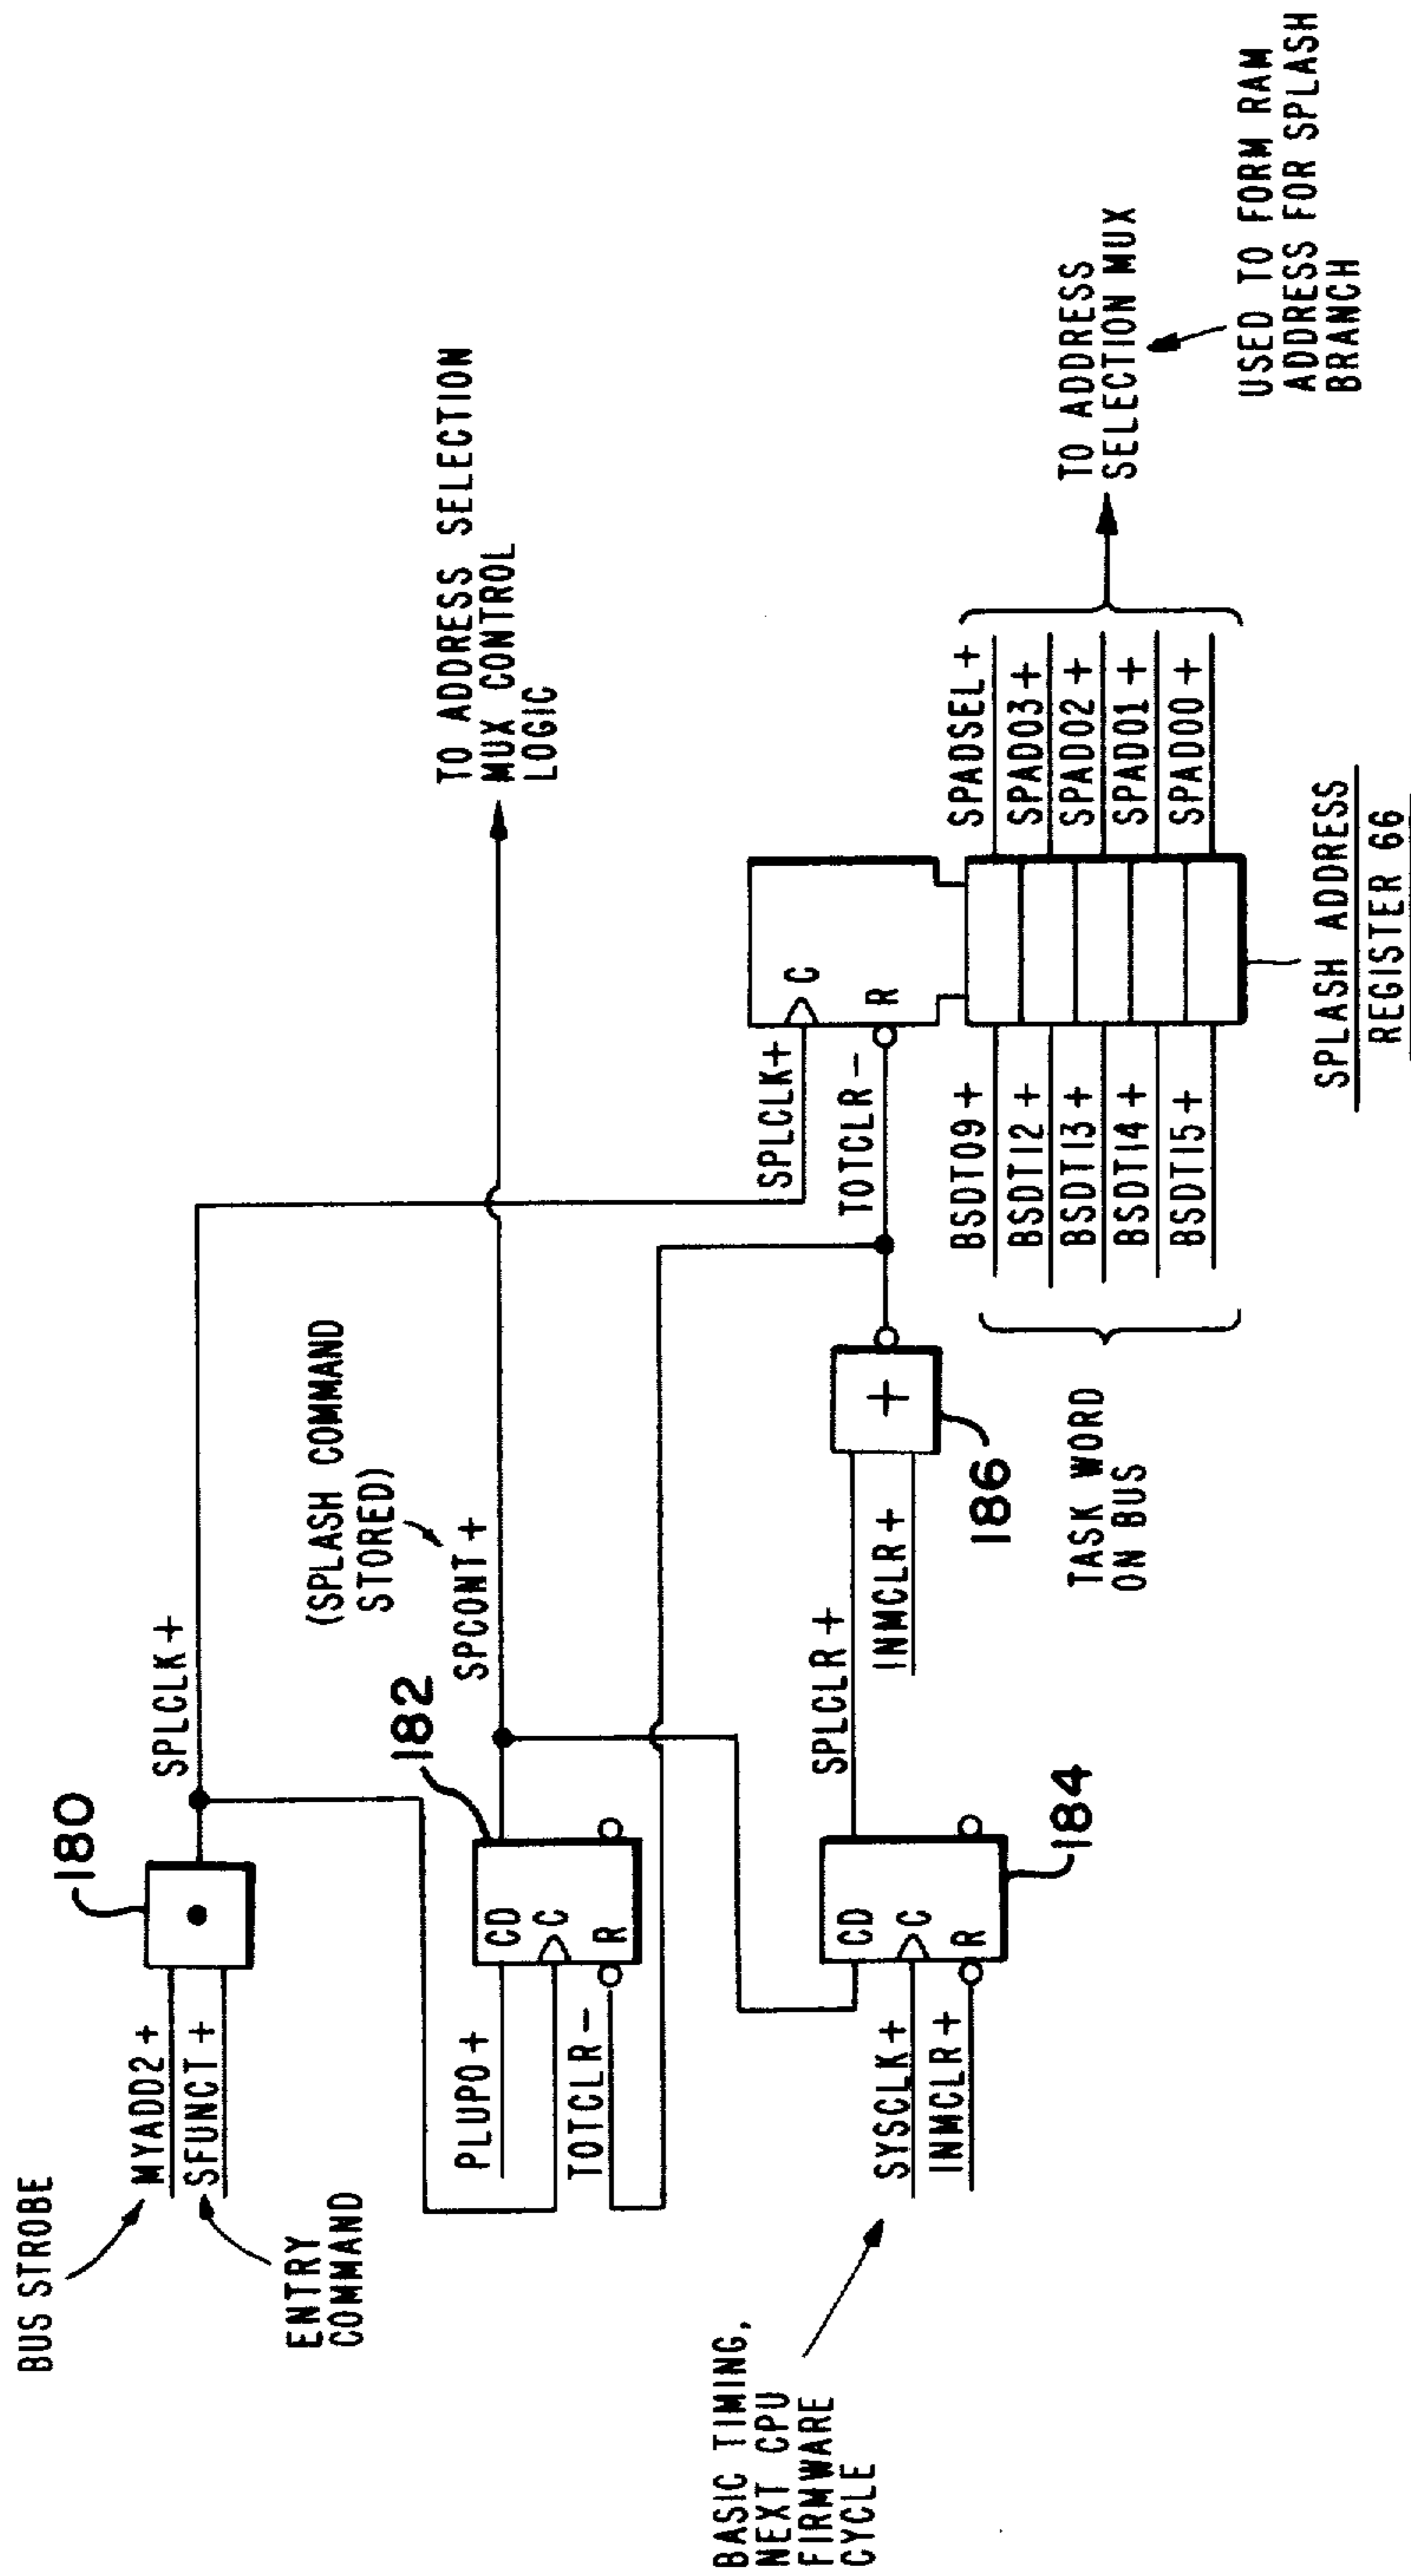 BUS STROBE
MYADD2+
SFUNCT+
ENTRY
COMMAND
180
SPLCLK+
(SPLASH COMMAND
STORED)
SPCONT+
TO ADDRESS SELECTION
MUX CONTROL
LOGIC
182
PLUPO+
CD
C
R
TOTCLR-
BASIC TIMING,
NEXT CPU
FIRMWARE
CYCLE
SYSCLK+
INMCLR+
CD
C
R
184
SPLCLR+
INMCLR+
+
186
SPLCLK+
C
TOTCLR-
R
TASK WORD
ON BUS
BSDT09+
BSDT12+
BSDT13+
BSDT14+
BSDT15+
SPADSEL+
SPAD03+
SPAD02+
SPAD01+
SPAD00+
SPLASH ADDRESS
REGISTER 66
TO ADDRESS
SELECTION MUX
USED TO FORM RAM
ADDRESS FOR SPLASH
BRANCH